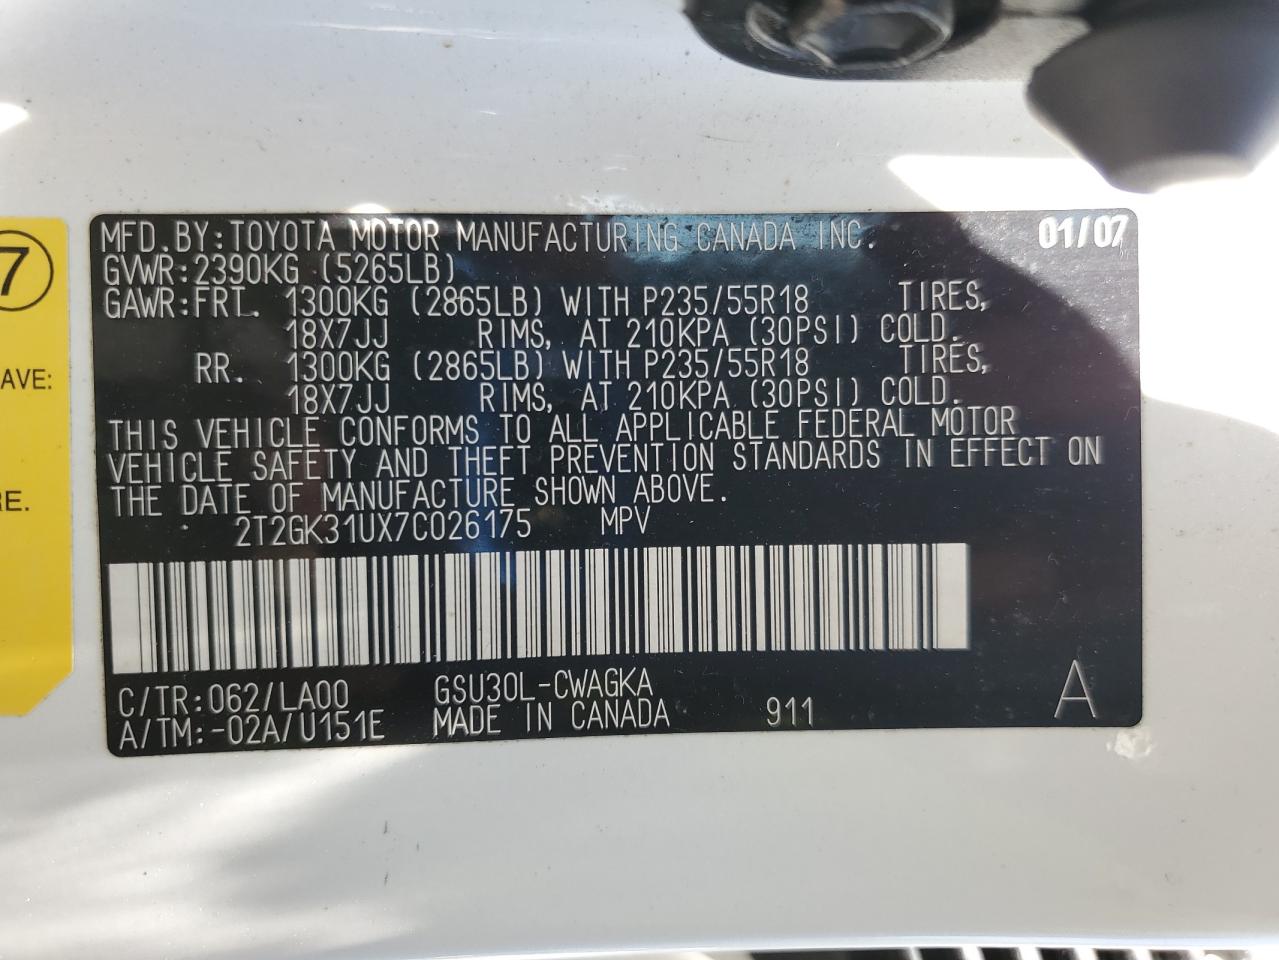 MFD.BY:TOYOTA MOTOR MANUFACTURING CANADA INC. 01/07
GVWR:2390KG (5265LB)
GAWR:FRT. 1300KG (2865LB) WITH P235/55R18 TIRES,
18X7JJ RIMS, AT 210KPA (30PSI) COLD.
RR. 1300KG (2865LB) WITH P235/55R18 TIRES,
18X7JJ RIMS, AT 210KPA (30PSI) COLD.
THIS VEHICLE CONFORMS TO ALL APPLICABLE FEDERAL MOTOR
VEHICLE SAFETY AND THEFT PREVENTION STANDARDS IN EFFECT ON
THE DATE OF MANUFACTURE SHOWN ABOVE.
2T2GK31UX7C026175 MPV
C/TR:062/LA00 GSU30L-CWAGKA
A/TM:-02A/U151E MADE IN CANADA 911 A
7
AVE:
E.